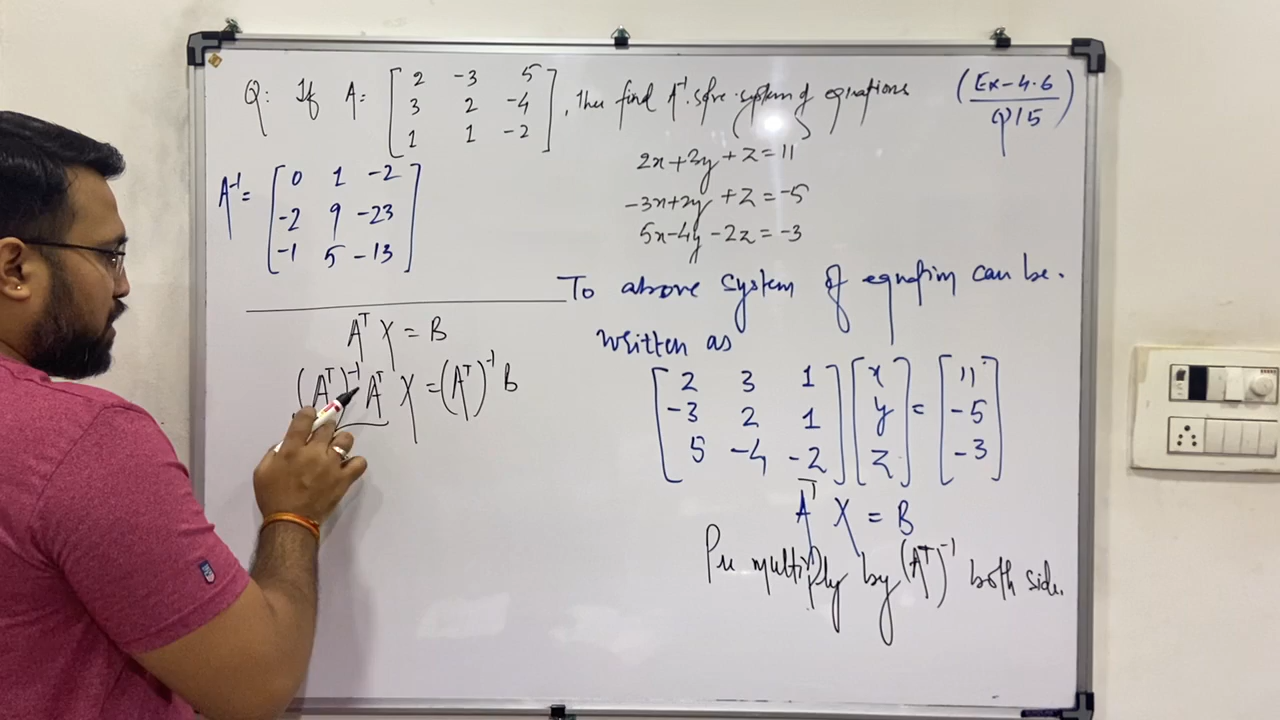 Q: If A = [ 2 -3 5
3 2 -4
1 1 -2 ], then find A⁻¹. solve system of equations
(Ex-4.6 / Q15)
2x+3y+z=11
-3x+2y+z=-5
5x-4y-2z=-3
A⁻¹ = [ 0 1 -2
-2 9 -23
-1 5 -13 ]
To above system of equation can be.
written as
[ 2 3 1 ] [ x ] = [ 11 ]
[ -3 2 1 ] [ y ] = [ -5 ]
[ 5 -4 -2 ] [ z ] = [ -3 ]
Aᵀ X = B
Pre multiply by (Aᵀ)⁻¹ both side.
Aᵀ X = B
(Aᵀ)⁻¹ Aᵀ X = (Aᵀ)⁻¹ B